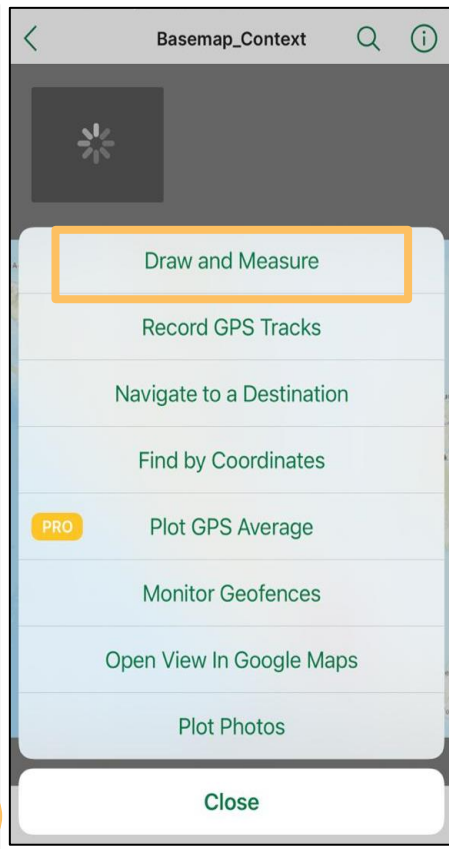 Basemap_Context
Draw and Measure
Record GPS Tracks
Navigate to a Destination
Find by Coordinates
PRO Plot GPS Average
Monitor Geofences
Open View In Google Maps
Plot Photos
Close